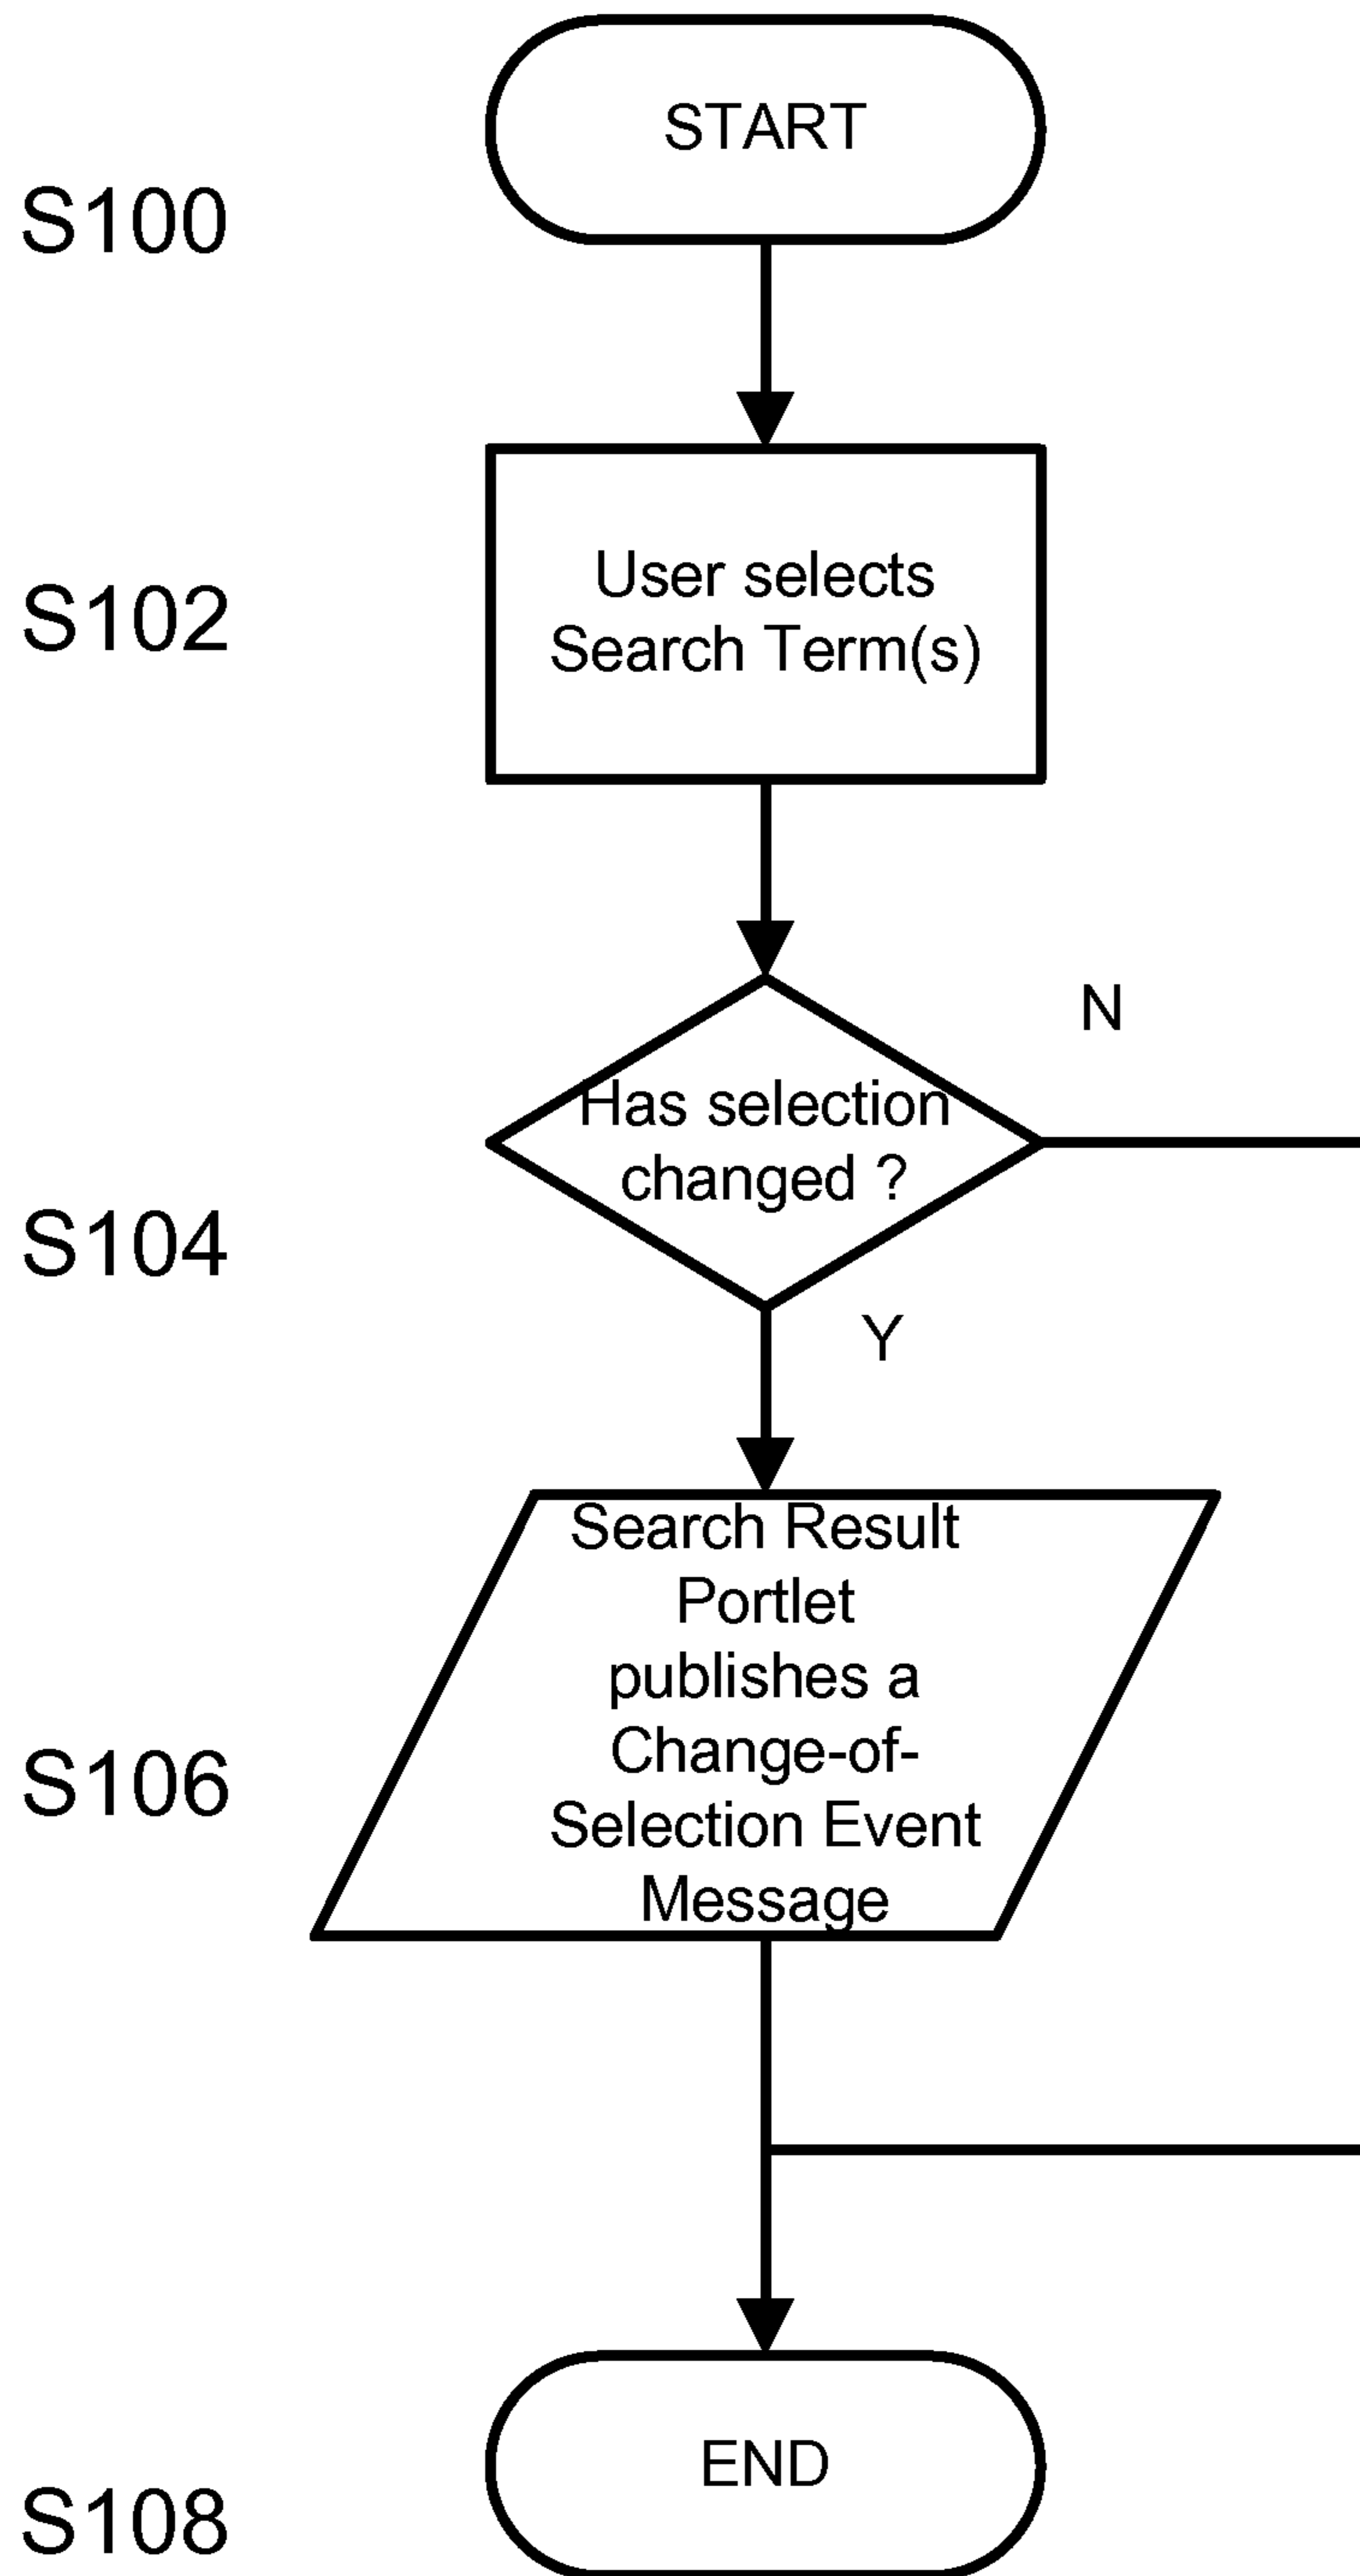 START
S100
User selects
Search Term(s)
S102
N
Has selection
changed ?
S104
Y
Search Result
Portlet
publishes a
Change-of-
Selection Event
Message
S106
END
S108